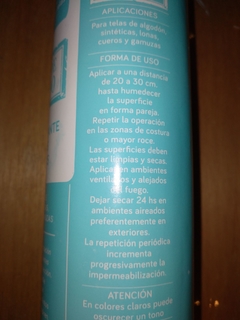 APLICACIONES
Para telas de algodón,
sintéticas, lonas,
cueros y gamuzas
FORMA DE USO
Aplicar a una distancia
de 20 a 30 cm.
hasta humedecer
la superficie
en forma pareja.
Repetir la operación
en las zonas de costura
o mayor roce.
Las superficies deben
estar limpias y secas.
Aplicar en ambientes
ventilados y alejados
del fuego.
Dejar secar 24 hs en
ambientes aireados
preferentemente en
exteriores.
La repetición periodica
incrementa
progresivamente la
impermeabilización.
ATENCIÓN
En colores claros puede
oscurecer un tono